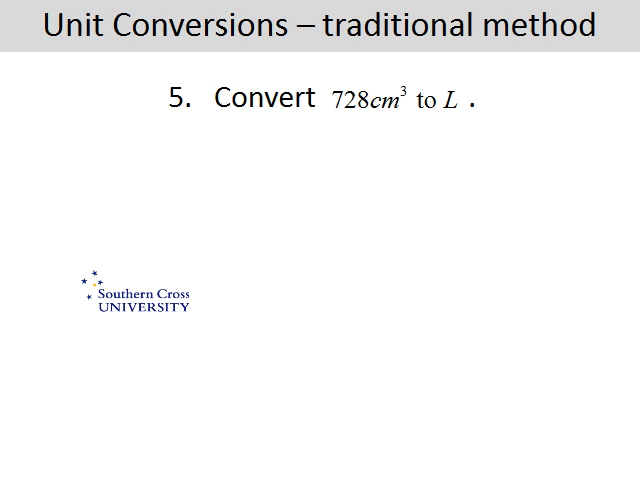 Unit Conversions – traditional method
5. Convert 728cm³ to L .
Southern Cross
UNIVERSITY